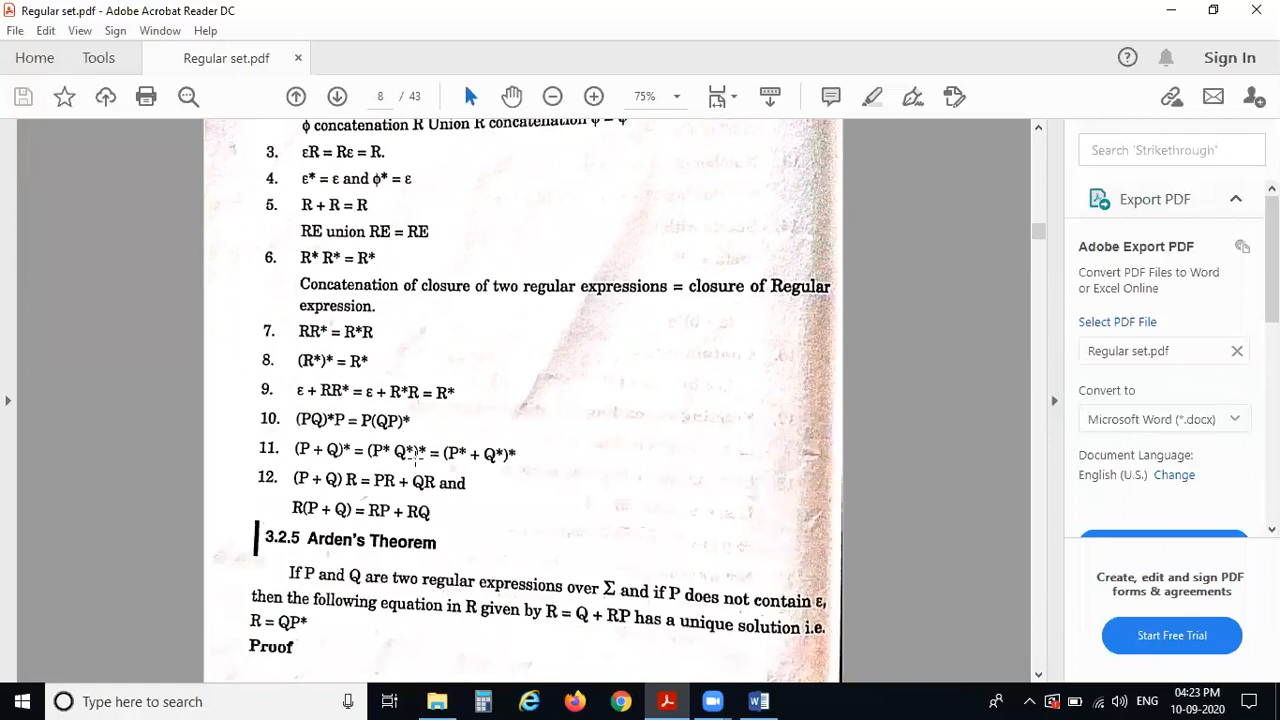 Regular set.pdf - Adobe Acrobat Reader DC
File Edit View Sign Window Help
Home Tools Regular set.pdf × Sign In
8 / 43 75%
ϕ concatenation R Union R concatenation ϕ = ϕ
3. εR = Rε = R.
4. ε* = ε and ϕ* = ε
5. R + R = R
RE union RE = RE
6. R* R* = R*
Concatenation of closure of two regular expressions = closure of Regular
expression.
7. RR* = R*R
8. (R*)* = R*
9. ε + RR* = ε + R*R = R*
10. (PQ)*P = P(QP)*
11. (P + Q)* = (P* Q*)* = (P* + Q*)*
12. (P + Q) R = PR + QR and
R(P + Q) = RP + RQ
3.2.5 Arden's Theorem
If P and Q are two regular expressions over Σ and if P does not contain ε,
then the following equation in R given by R = Q + RP has a unique solution i.e.
R = QP*
Proof
Search 'Strikethrough'
Export PDF
Adobe Export PDF
Convert PDF Files to Word
or Excel Online
Select PDF File
Regular set.pdf
Convert to
Microsoft Word (*.docx)
Document Language:
English (U.S.) Change
Create, edit and sign PDF
forms & agreements
Start Free Trial
Type here to search
ENG
04:23 PM
10-09-2020